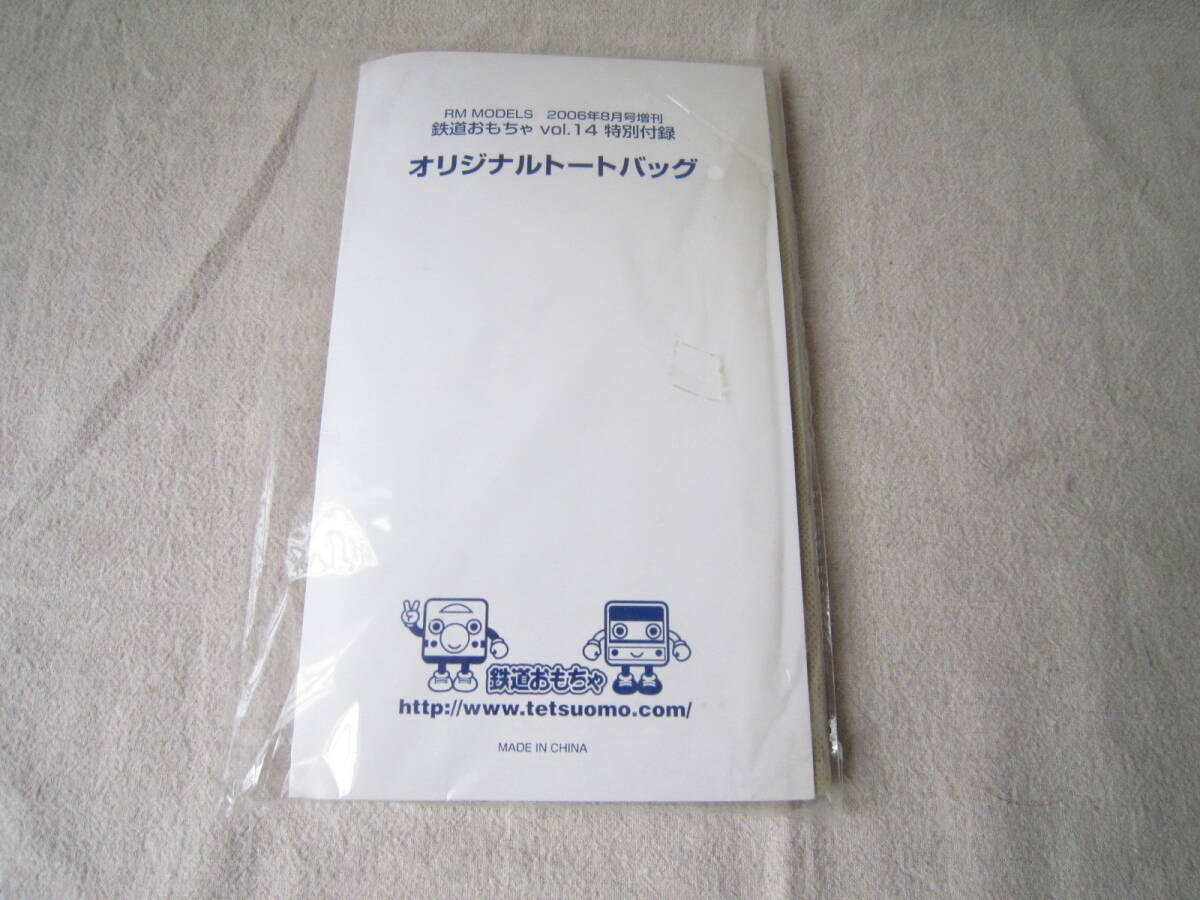 RM MODELS 2006年8月号増刊
鉄道おもちゃ vol.14 特別付録
オリジナルトートバッグ
鉄道おもちゃ
http://www.tetsuomo.com/
MADE IN CHINA